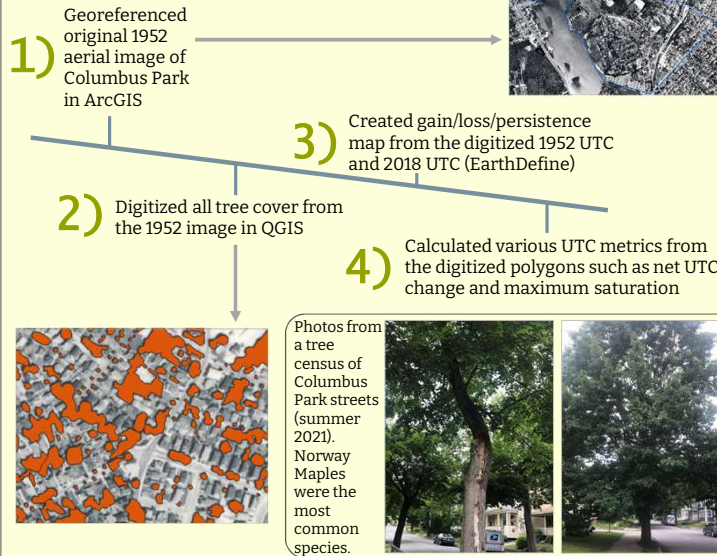 1)
Georeferenced
original 1952
aerial image of
Columbus Park
in ArcGIS
2)
Digitized all tree cover from
the 1952 image in QGIS
3)
Created gain/loss/persistence
map from the digitized 1952 UTC
and 2018 UTC (EarthDefine)
4)
Calculated various UTC metrics from
the digitized polygons such as net UTC
change and maximum saturation
Photos from
a tree
census of
Columbus
Park streets
(summer
2021).
Norway
Maples
were the
most
common
species.